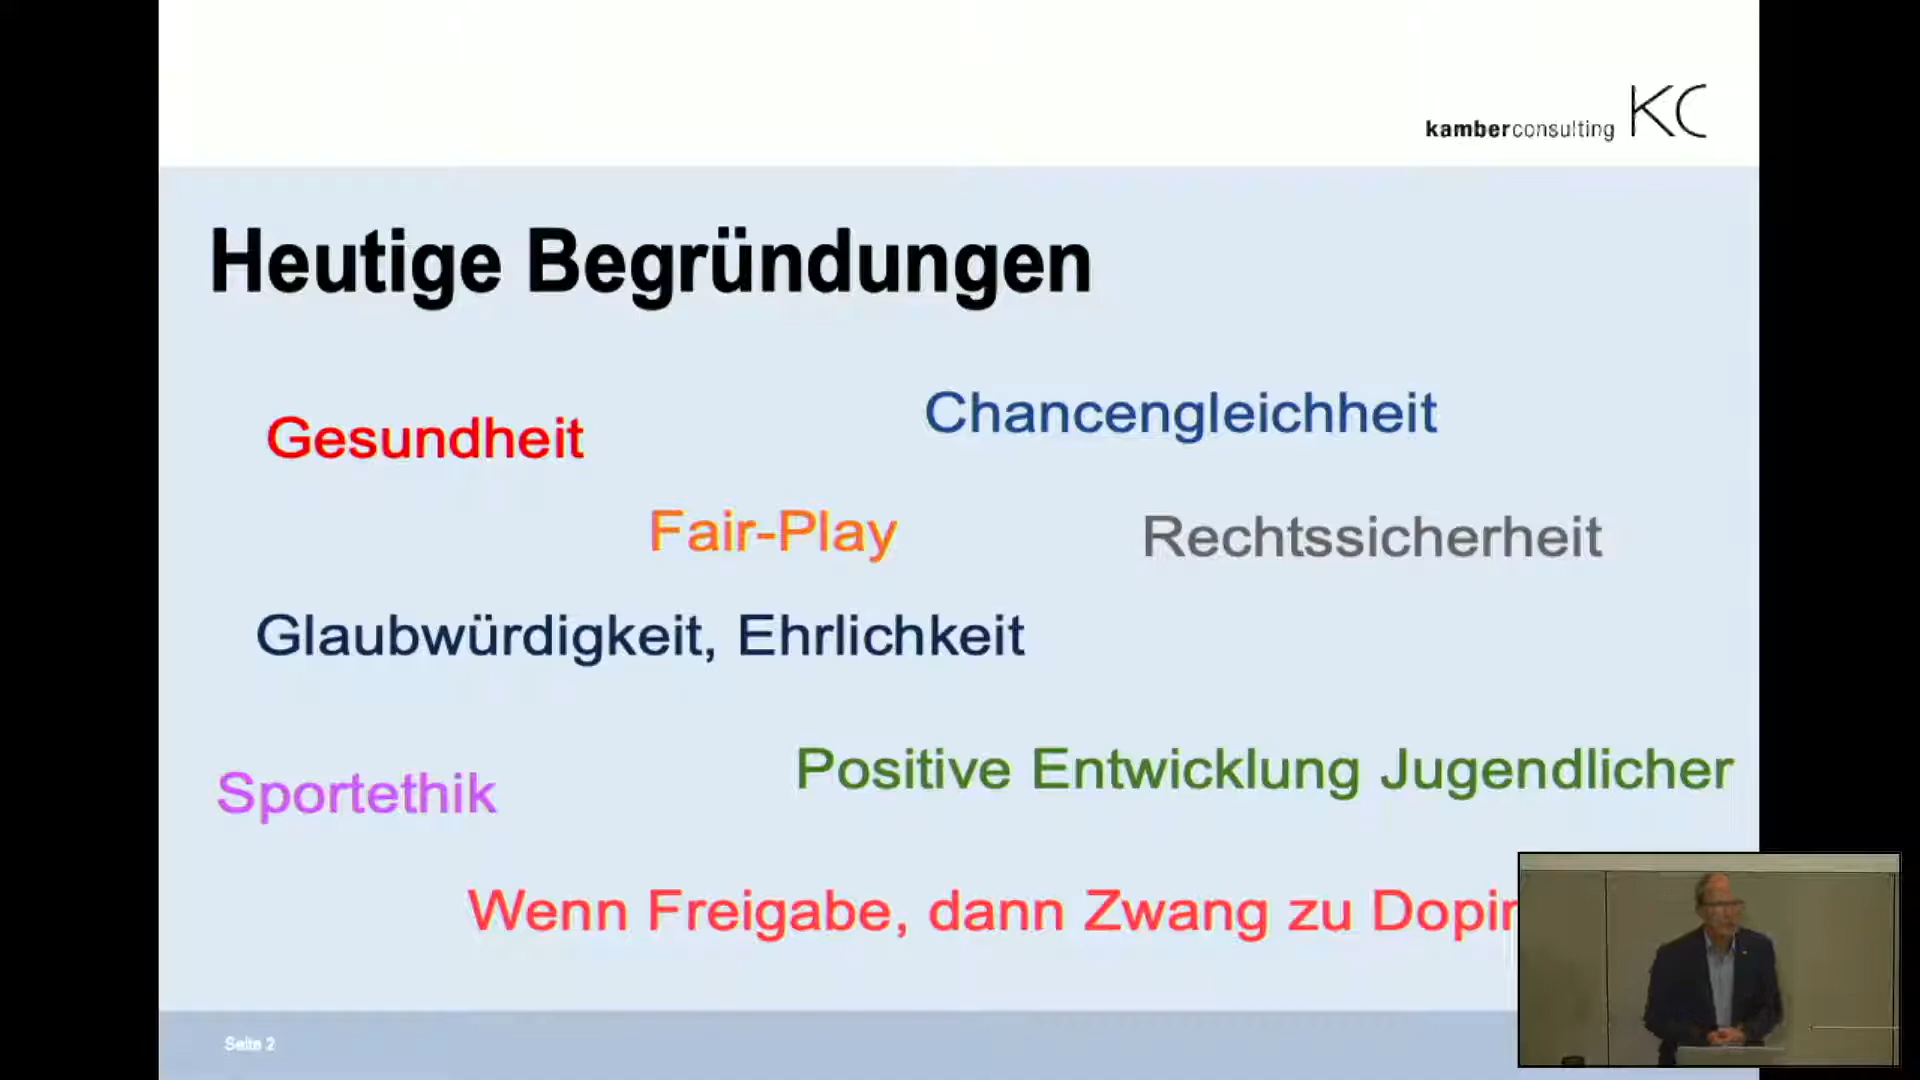 kamberconsulting KC
Heutige Begründungen
Chancengleichheit
Gesundheit
Fair-Play
Rechtssicherheit
Glaubwürdigkeit, Ehrlichkeit
Positive Entwicklung Jugendlicher
Sportethik
Wenn Freigabe, dann Zwang zu
Seite 2